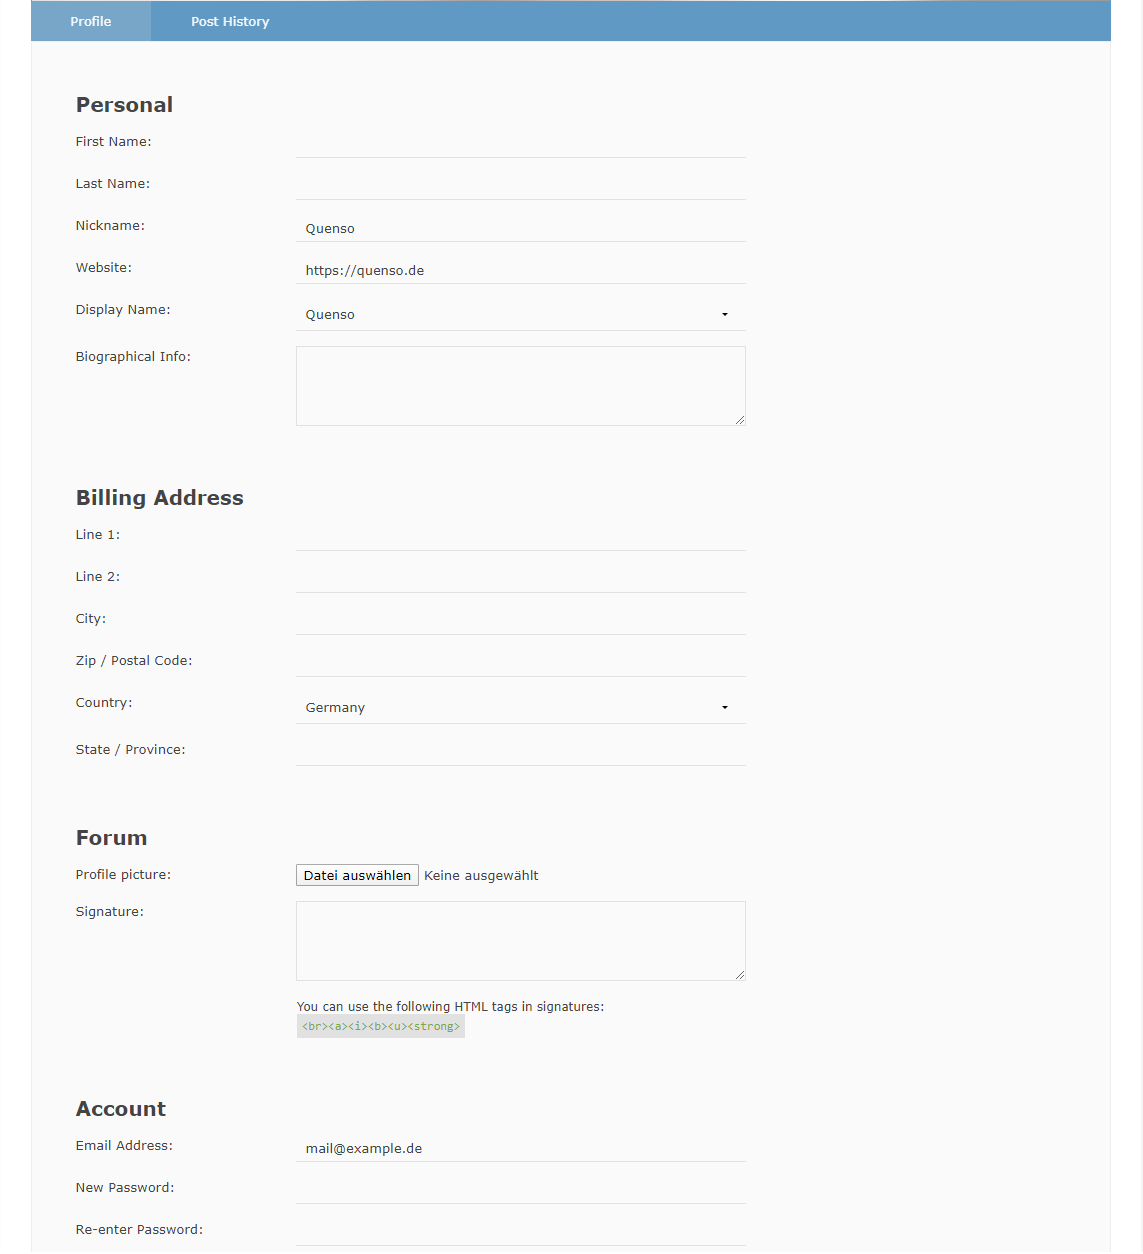 Profile Post History
Personal
First Name:
Last Name:
Nickname: Quenso
Website: https://quenso.de
Display Name: Quenso
Biographical Info:
Billing Address
Line 1:
Line 2:
City:
Zip / Postal Code:
Country: Germany
State / Province:
Forum
Profile picture: Datei auswählen Keine ausgewählt
Signature:
You can use the following HTML tags in signatures:
<br><a><i><b><u><strong>
Account
Email Address: mail@example.de
New Password:
Re-enter Password: